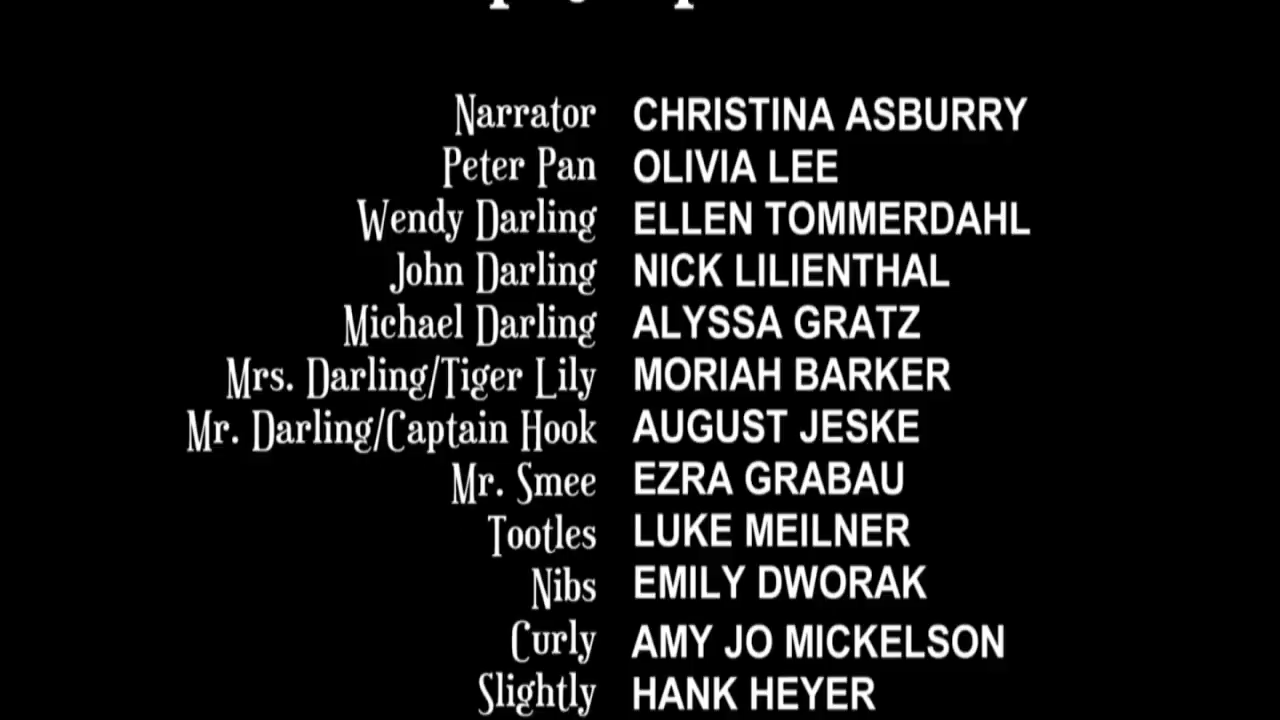 Narrator CHRISTINA ASBURRY
Peter Pan OLIVIA LEE
Wendy Darling ELLEN TOMMERDAHL
John Darling NICK LILIENTHAL
Michael Darling ALYSSA GRATZ
Mrs. Darling/Tiger Lily MORIAH BARKER
Mr. Darling/Captain Hook AUGUST JESKE
Mr. Smee EZRA GRABAU
Tootles LUKE MEILNER
Nibs EMILY DWORAK
Curly AMY JO MICKELSON
Slightly HANK HEYER